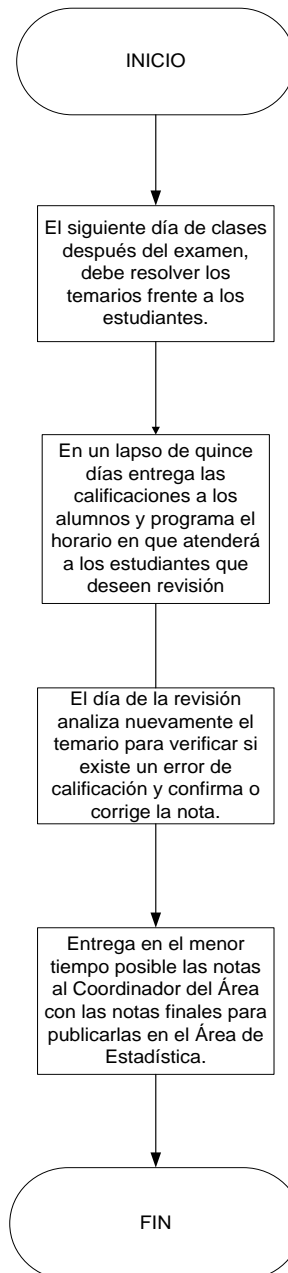 INICIO
El siguiente día de clases
después del examen,
debe resolver los
temarios frente a los
estudiantes.
En un lapso de quince
días entrega las
calificaciones a los
alumnos y programa el
horario en que atenderá
a los estudiantes que
deseen revisión
El día de la revisión
analiza nuevamente el
temario para verificar si
existe un error de
calificación y confirma o
corrige la nota.
Entrega en el menor
tiempo posible las notas
al Coordinador del Área
con las notas finales para
publicarlas en el Área de
Estadística.
FIN